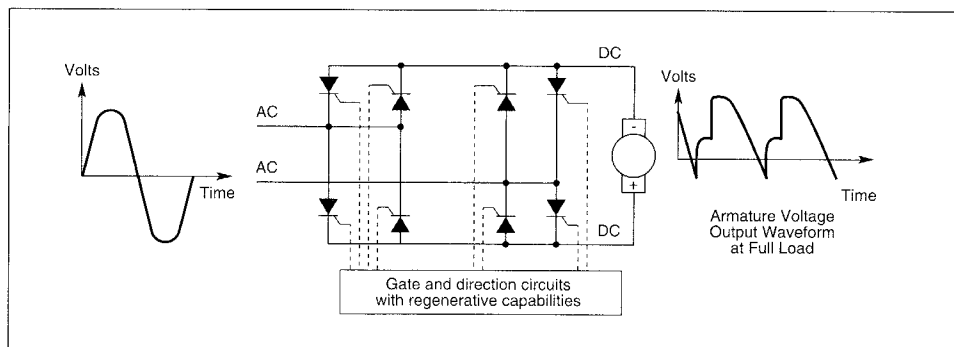 Volts
Time
AC
AC
DC
-
+
DC
Gate and direction circuits
with regenerative capabilities
Volts
Time
Armature Voltage
Output Waveform
at Full Load